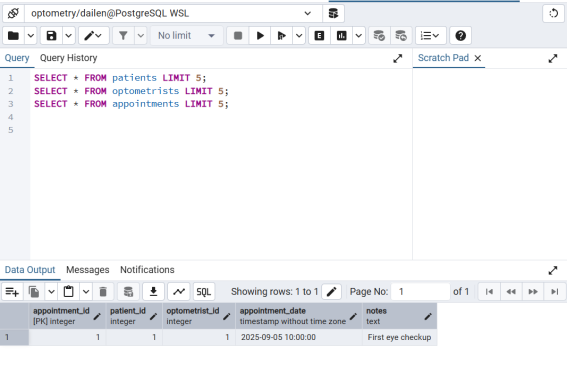 optometry/dailen@PostgreSQL WSL
No limit
Query Query History
Scratch Pad
1 SELECT * FROM patients LIMIT 5;
2 SELECT * FROM optometrists LIMIT 5;
3 SELECT * FROM appointments LIMIT 5;
4
5
Data Output Messages Notifications
SQL Showing rows: 1 to 1 Page No: 1 of 1
appointment_id patient_id optometrist_id appointment_date notes
[PK] integer integer integer timestamp without time zone text
1 1 1 1 2025-09-05 10:00:00 First eye checkup